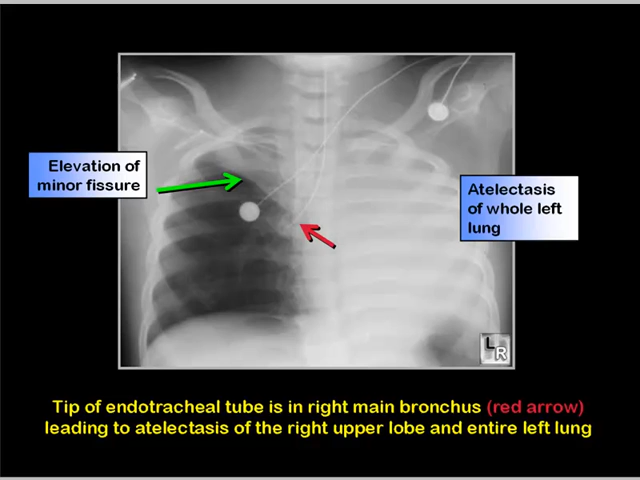 Elevation of
minor fissure
Atelectasis
of whole left
lung
L
R
Tip of endotracheal tube is in right main bronchus (red arrow)
leading to atelectasis of the right upper lobe and entire left lung